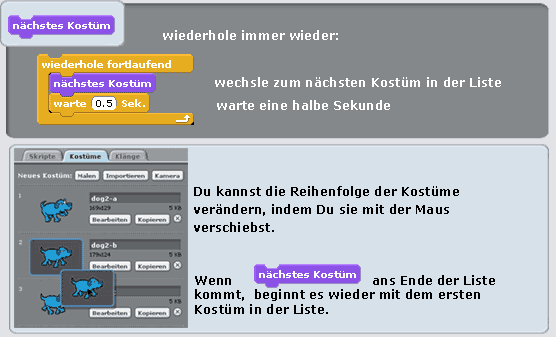 nächstes Kostüm
wiederhole immer wieder:
wiederhole fortlaufend
nächstes Kostüm
wechsle zum nächsten Kostüm in der Liste
warte 0.5 Sek.
warte eine halbe Sekunde
Skripte Kostüme Klänge
Neues Kostüm: Malen Importieren Kamera
1
dog2-a
169x129 5 KB
Bearbeiten Kopieren
2
dog2-b
179x124 5 KB
Bearbeiten Kopieren
3
5 KB
Bearbeiten Kopieren
Du kannst die Reihenfolge der Kostüme
verändern, indem Du sie mit der Maus
verschiebst.
Wenn nächstes Kostüm ans Ende der Liste
kommt, beginnt es wieder mit dem ersten
Kostüm in der Liste.